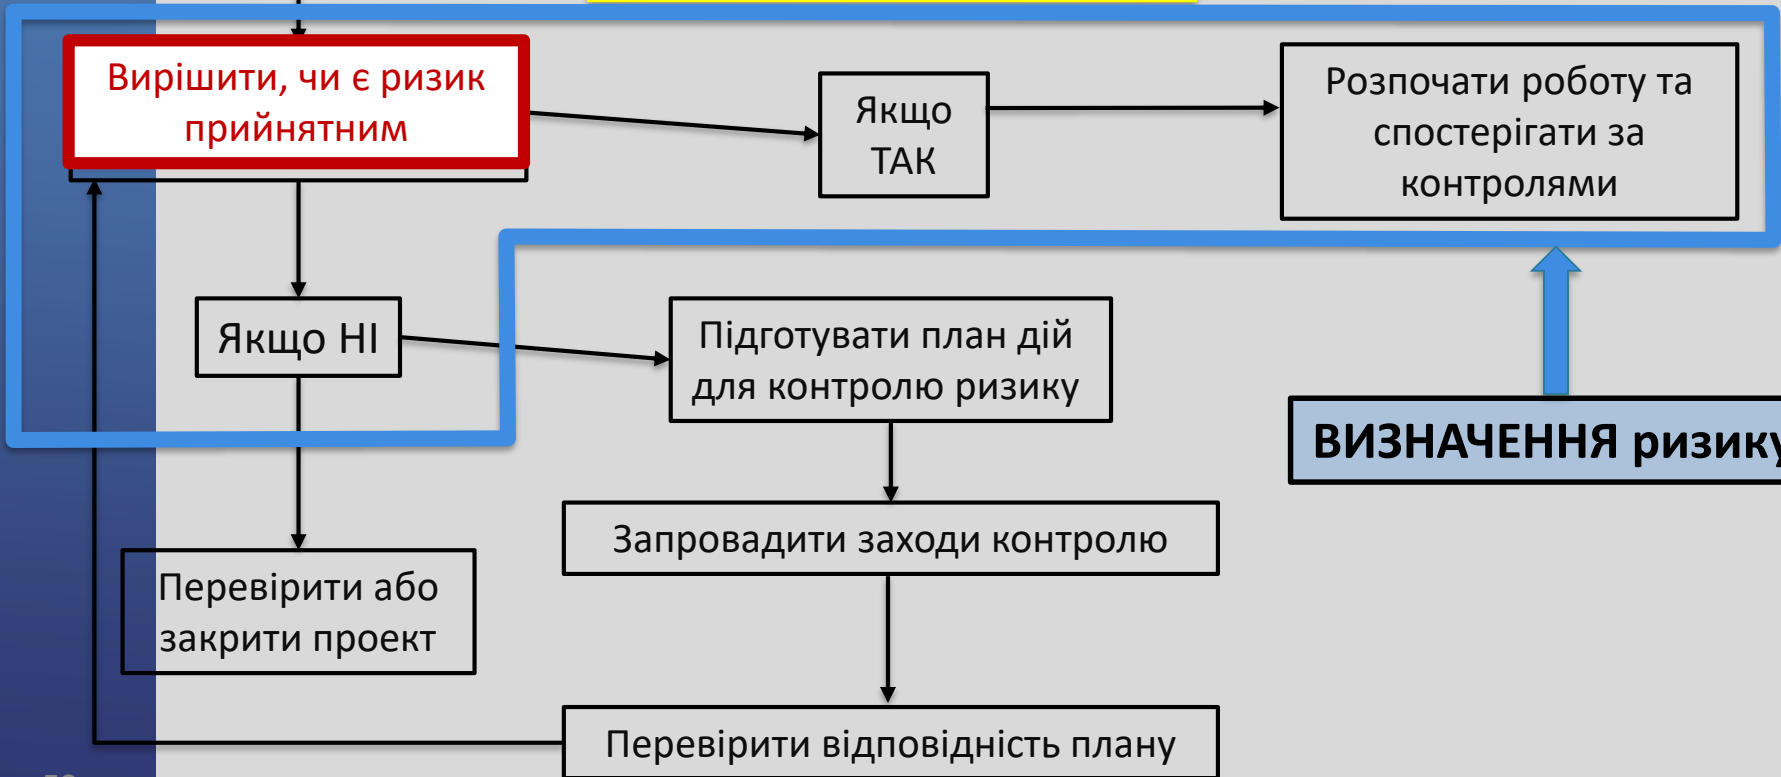 Вирішити, чи є ризик
прийнятним
Якщо
ТАК
Розпочати роботу та
спостерігати за
контролями
Якщо НІ
Підготувати план дій
для контролю ризику
ВИЗНАЧЕННЯ ризику
Запровадити заходи контролю
Перевірити або
закрити проект
Перевірити відповідність плану